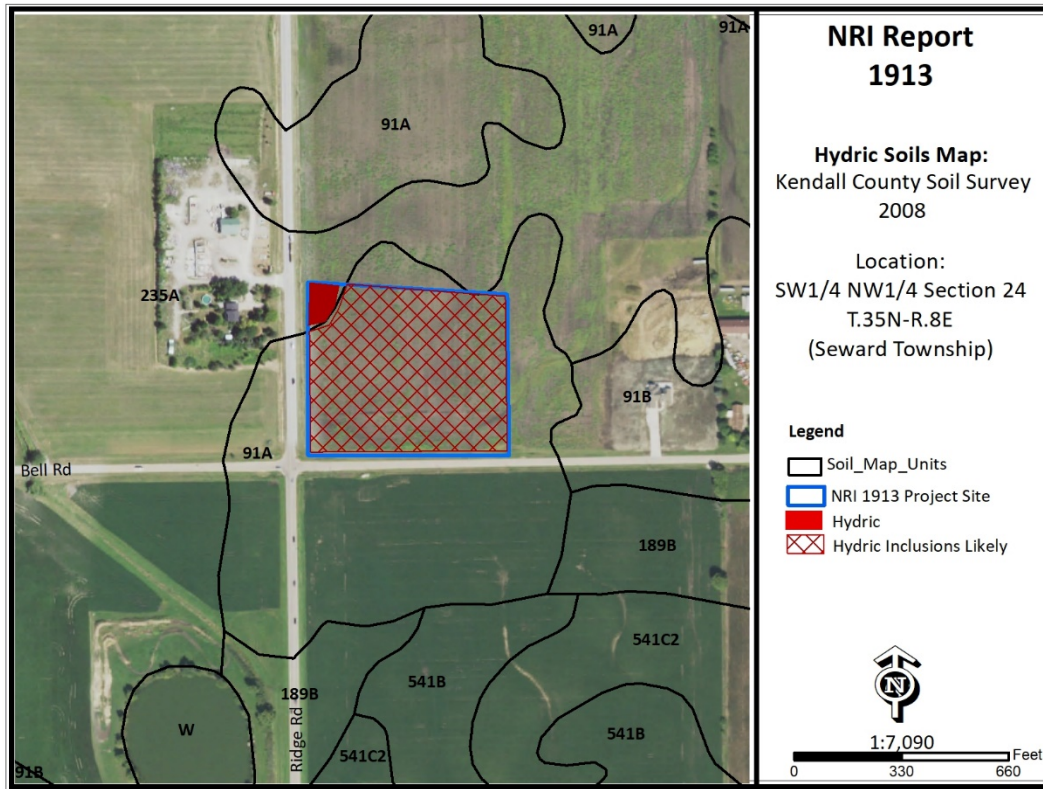 91A
91A
91A
91A
235A
91B
91A
Bell Rd
189B
541C2
541B
189B
Ridge Rd
W
541B
541C2
91B
NRI Report
1913
Hydric Soils Map:
Kendall County Soil Survey
2008
Location:
SW1/4 NW1/4 Section 24
T.35N-R.8E
(Seward Township)
Legend
Soil_Map_Units
NRI 1913 Project Site
Hydric
Hydric Inclusions Likely
N
1:7,090
Feet
0 330 660